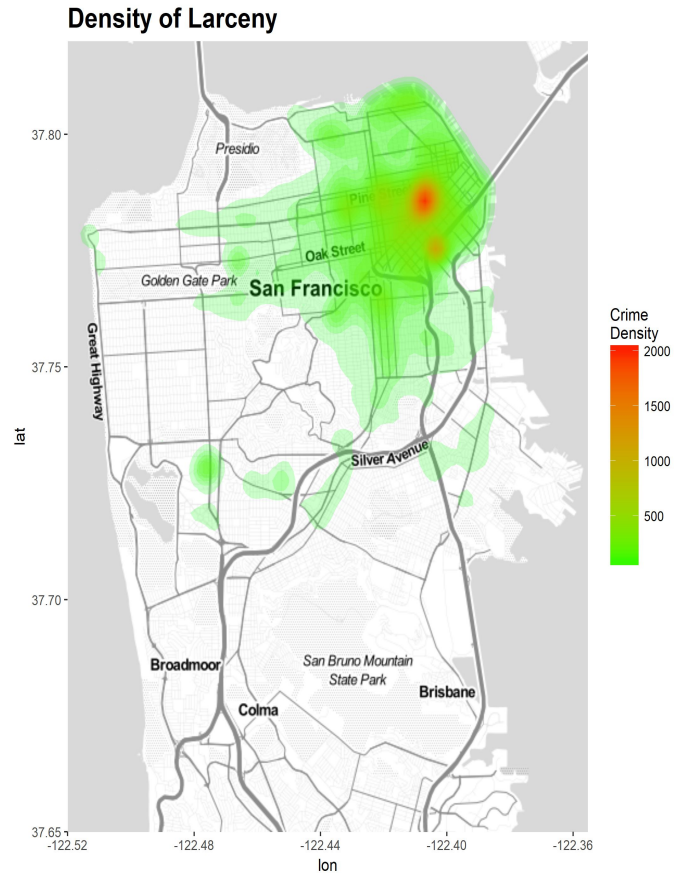 Density of Larceny
37.80
Presidio
Pine Street
Oak Street
Golden Gate Park
San Francisco
Great Highway
Crime
Density
2000
1500
1000
500
37.75
lat
Silver Avenue
37.70
San Bruno Mountain
State Park
Broadmoor
Brisbane
Colma
37.65
-122.52
-122.48
-122.44
-122.40
-122.36
lon